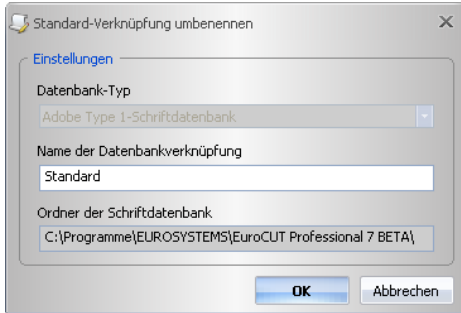 Standard-Verknüpfung umbenennen
Einstellungen
Datenbank-Typ
Adobe Type 1-Schriftdatenbank
Name der Datenbankverknüpfung
Standard
Ordner der Schriftdatenbank
C:\Programme\EUROSYSTEMS\EuroCUT Professional 7 BETA\
OK Abbrechen